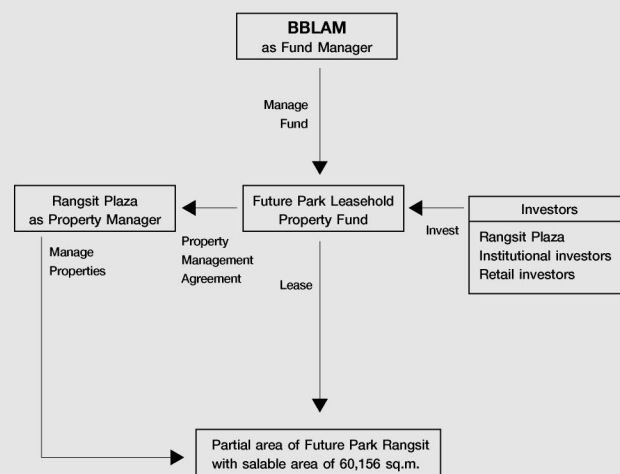 BBLAM
as Fund Manager
Manage
Fund
Rangsit Plaza
as Property Manager
Future Park Leasehold
Property Fund
Investors
Rangsit Plaza
Institutional investors
Retail investors
Invest
Manage
Properties
Property
Management
Agreement
Lease
Partial area of Future Park Rangsit
with salable area of 60,156 sq.m.